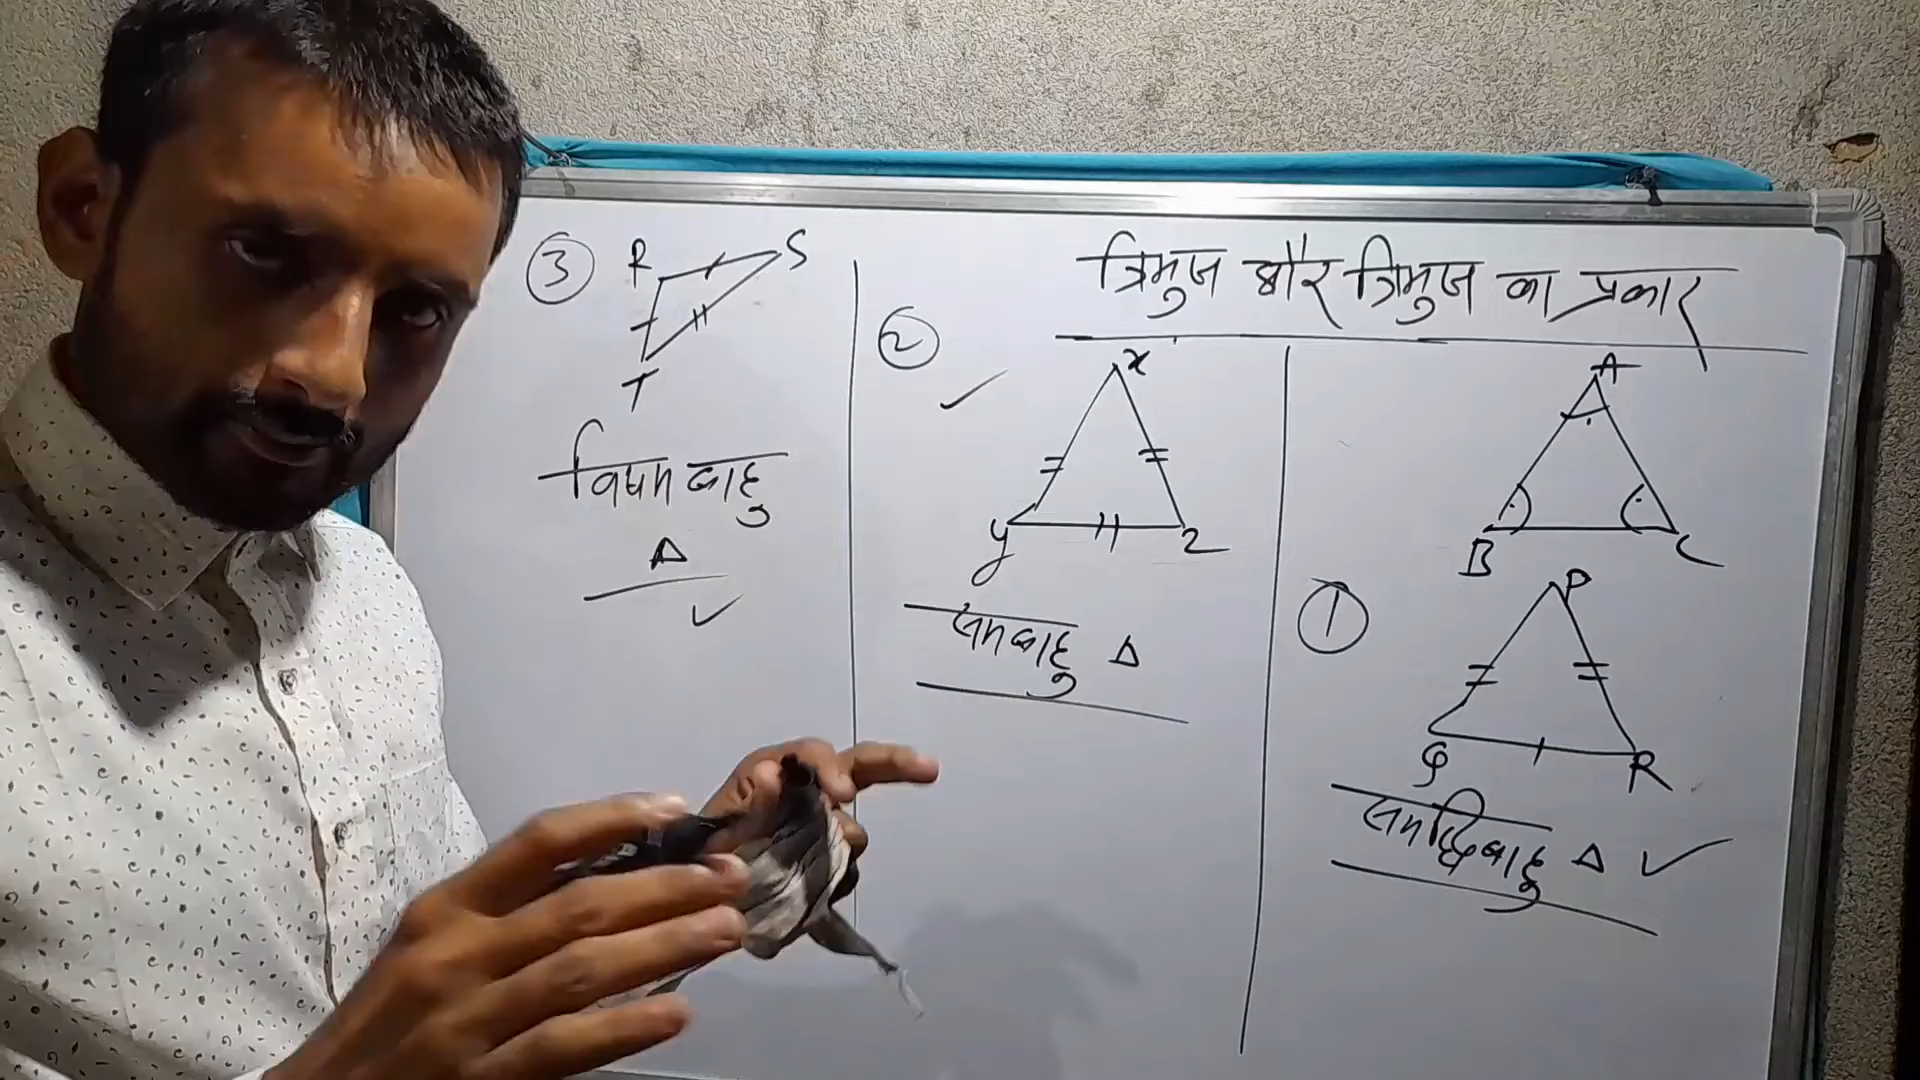 त्रिभुज और त्रिभुज का प्रकार
A
B
C
①
P
Q
R
समद्विबाहु Δ ✓
②
✓
X
y
Z
समबाहु Δ
③
R
S
T
विषमबाहु
Δ
✓